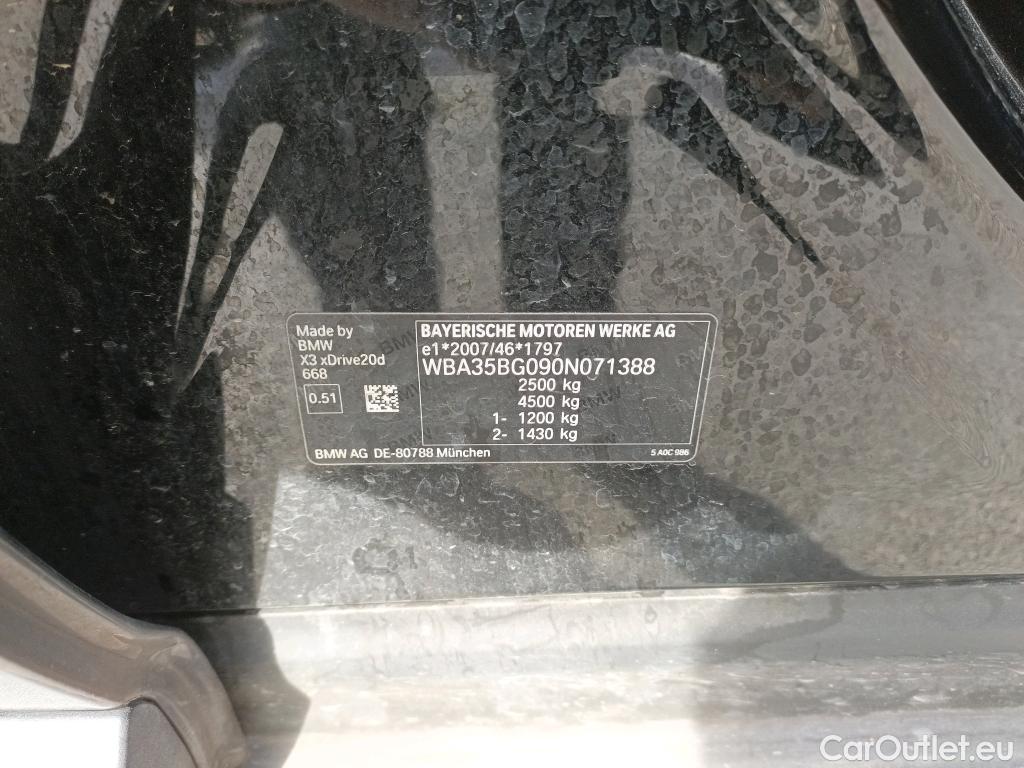 Made by
BMW
X3 xDrive20d
668
0.51
BAYERISCHE MOTOREN WERKE AG
e1*2007/46*1797
WBA35BG090N071388
2500 kg
4500 kg
1- 1200 kg
2- 1430 kg
BMW AG DE-80788 München
5 A0C 986
CarOutlet.eu